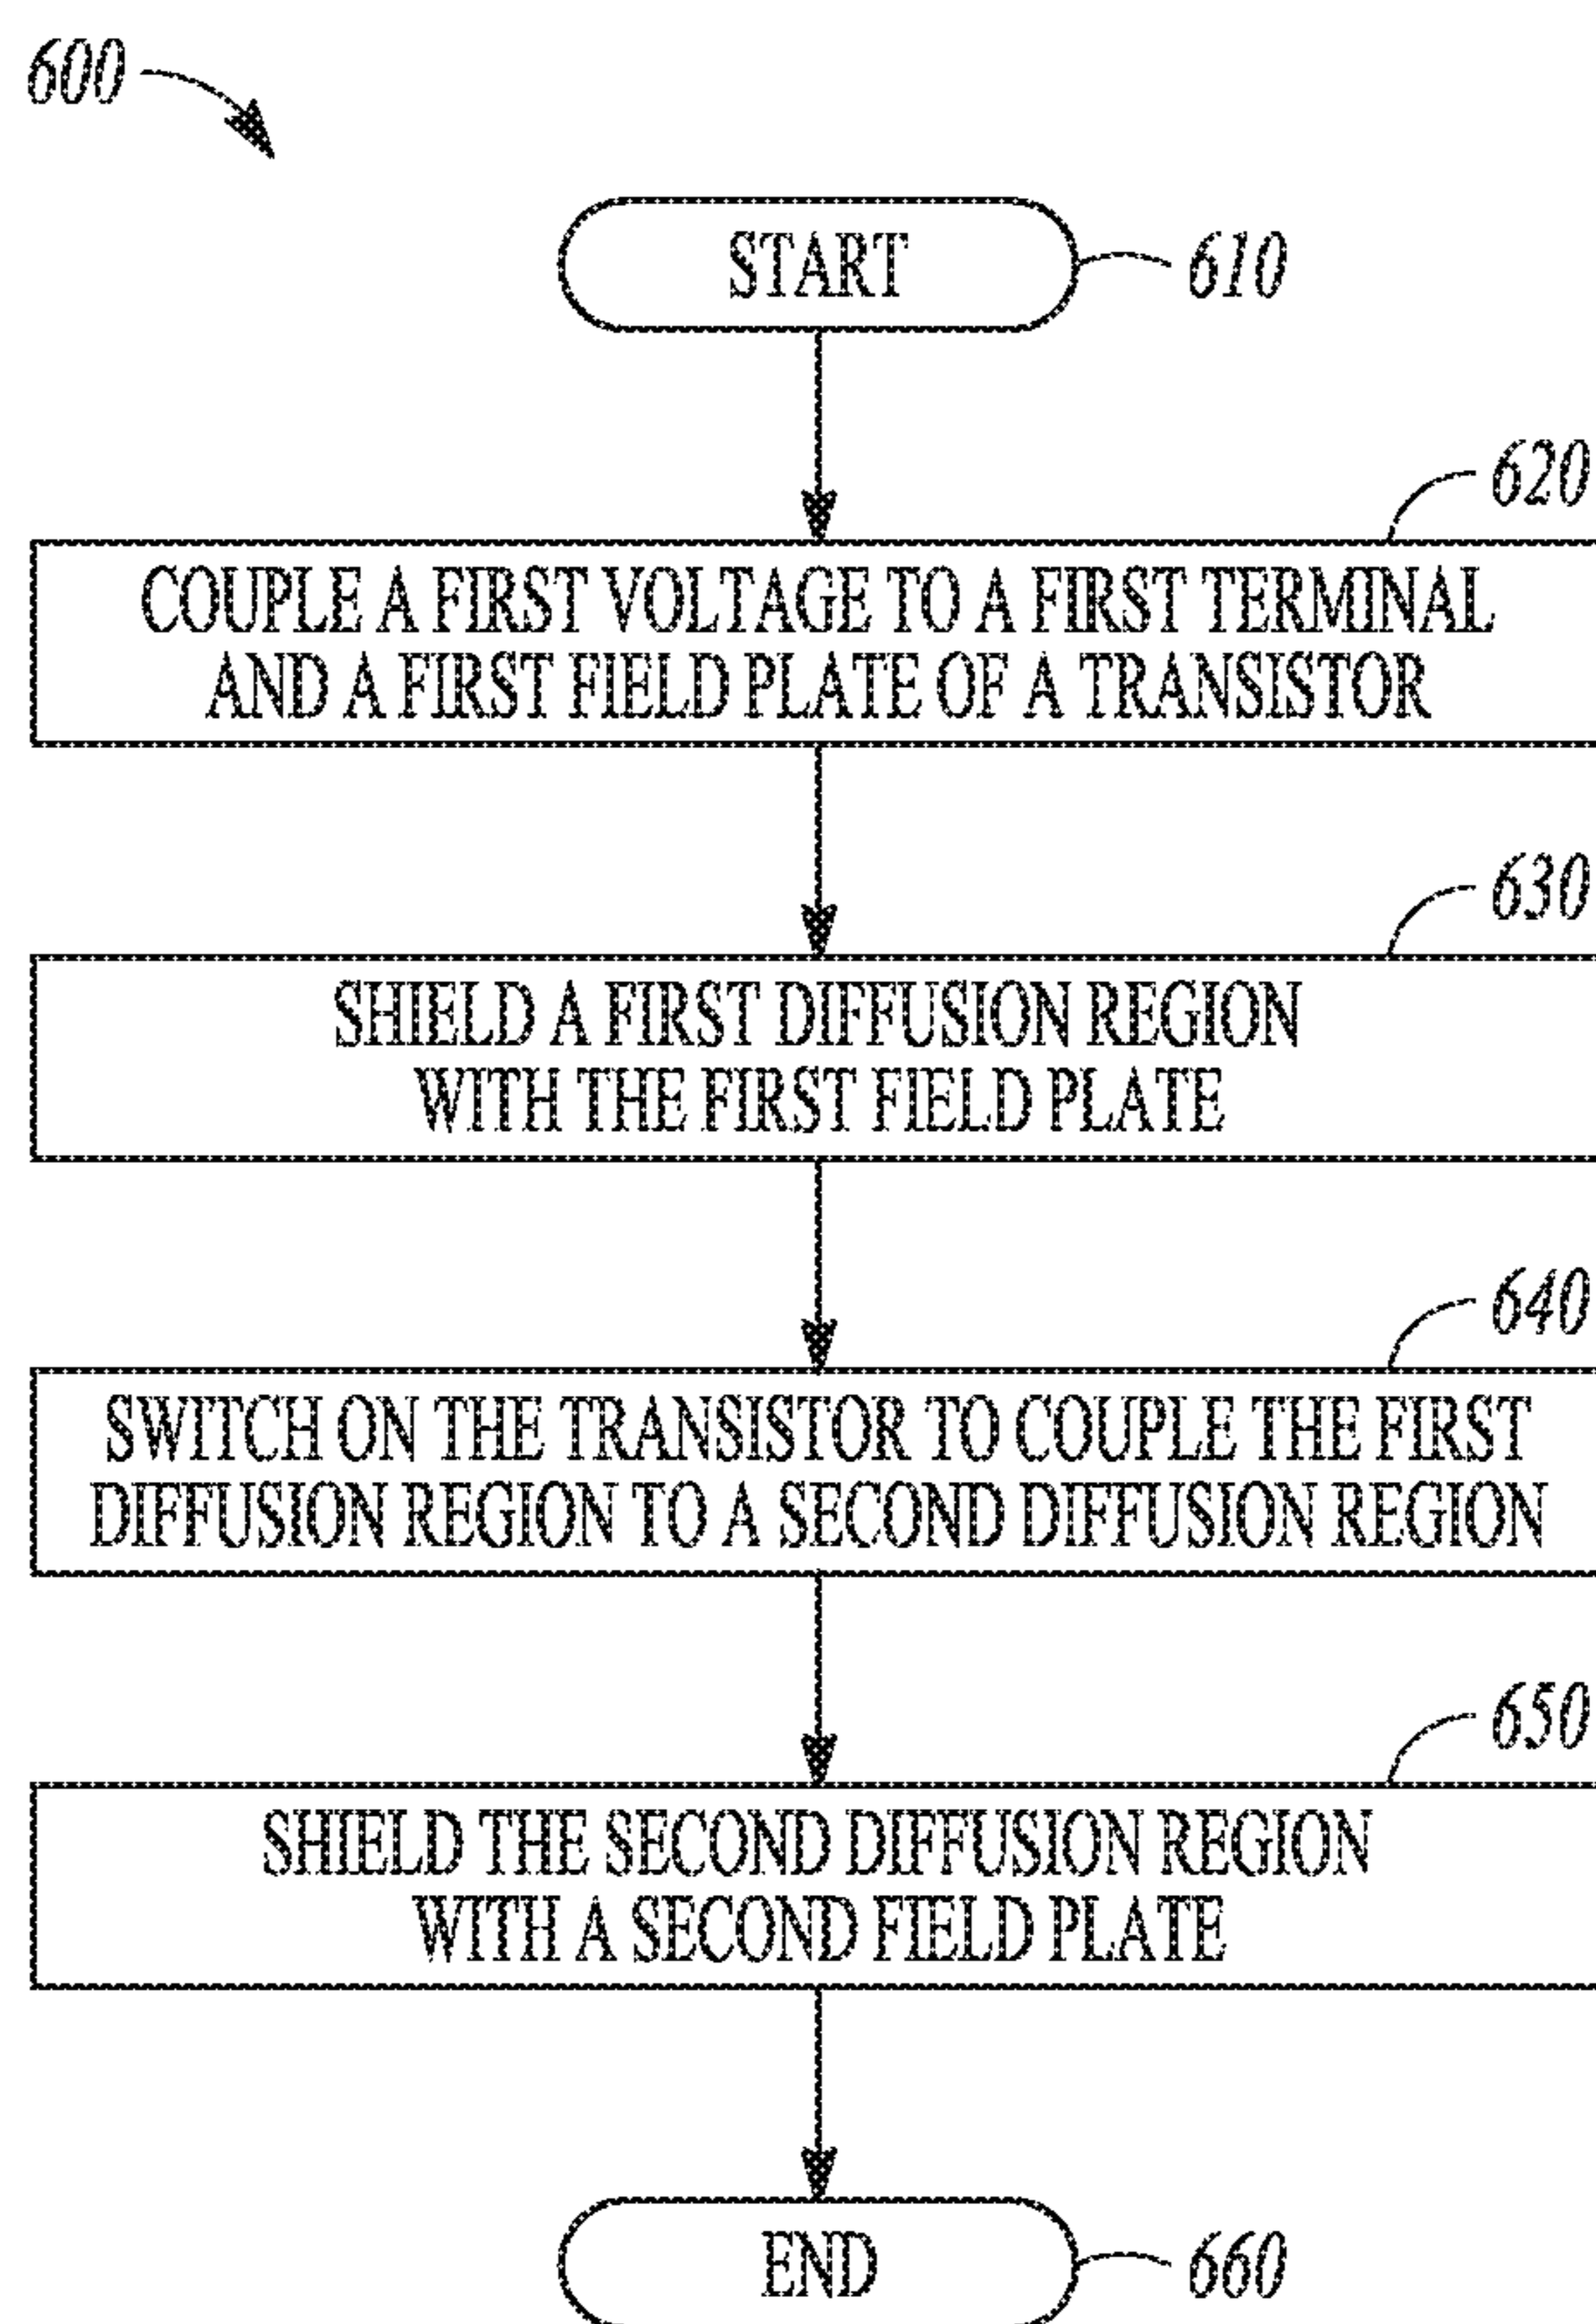 600
START
610
620
COUPLE A FIRST VOLTAGE TO A FIRST TERMINAL
AND A FIRST FIELD PLATE OF A TRANSISTOR
630
SHIELD A FIRST DIFFUSION REGION
WITH THE FIRST FIELD PLATE
640
SWITCH ON THE TRANSISTOR TO COUPLE THE FIRST
DIFFUSION REGION TO A SECOND DIFFUSION REGION
650
SHIELD THE SECOND DIFFUSION REGION
WITH A SECOND FIELD PLATE
END
660